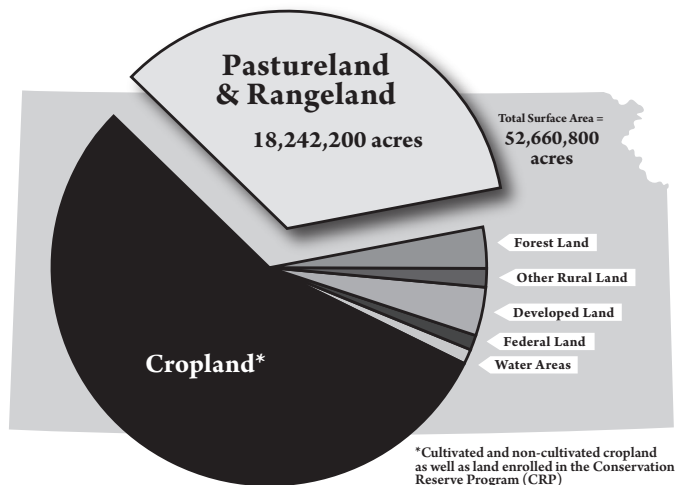 Pastureland
& Rangeland
18,242,200 acres
Total Surface Area =
52,660,800
acres
Forest Land
Other Rural Land
Developed Land
Federal Land
Water Areas
Cropland*
*Cultivated and non-cultivated cropland
as well as land enrolled in the Conservation
Reserve Program (CRP)